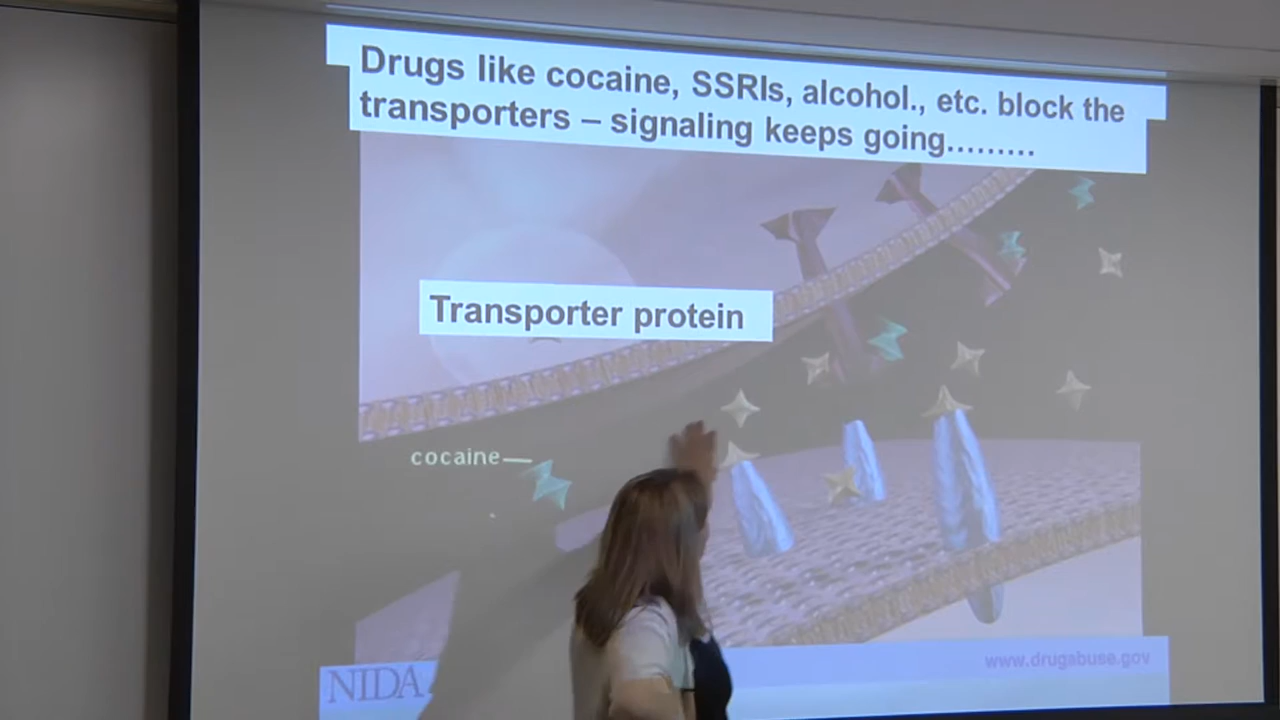 Drugs like cocaine, SSRIs, alcohol., etc. block the
transporters – signaling keeps going.........
Transporter protein
cocaine
NIDA
www.drugabuse.gov